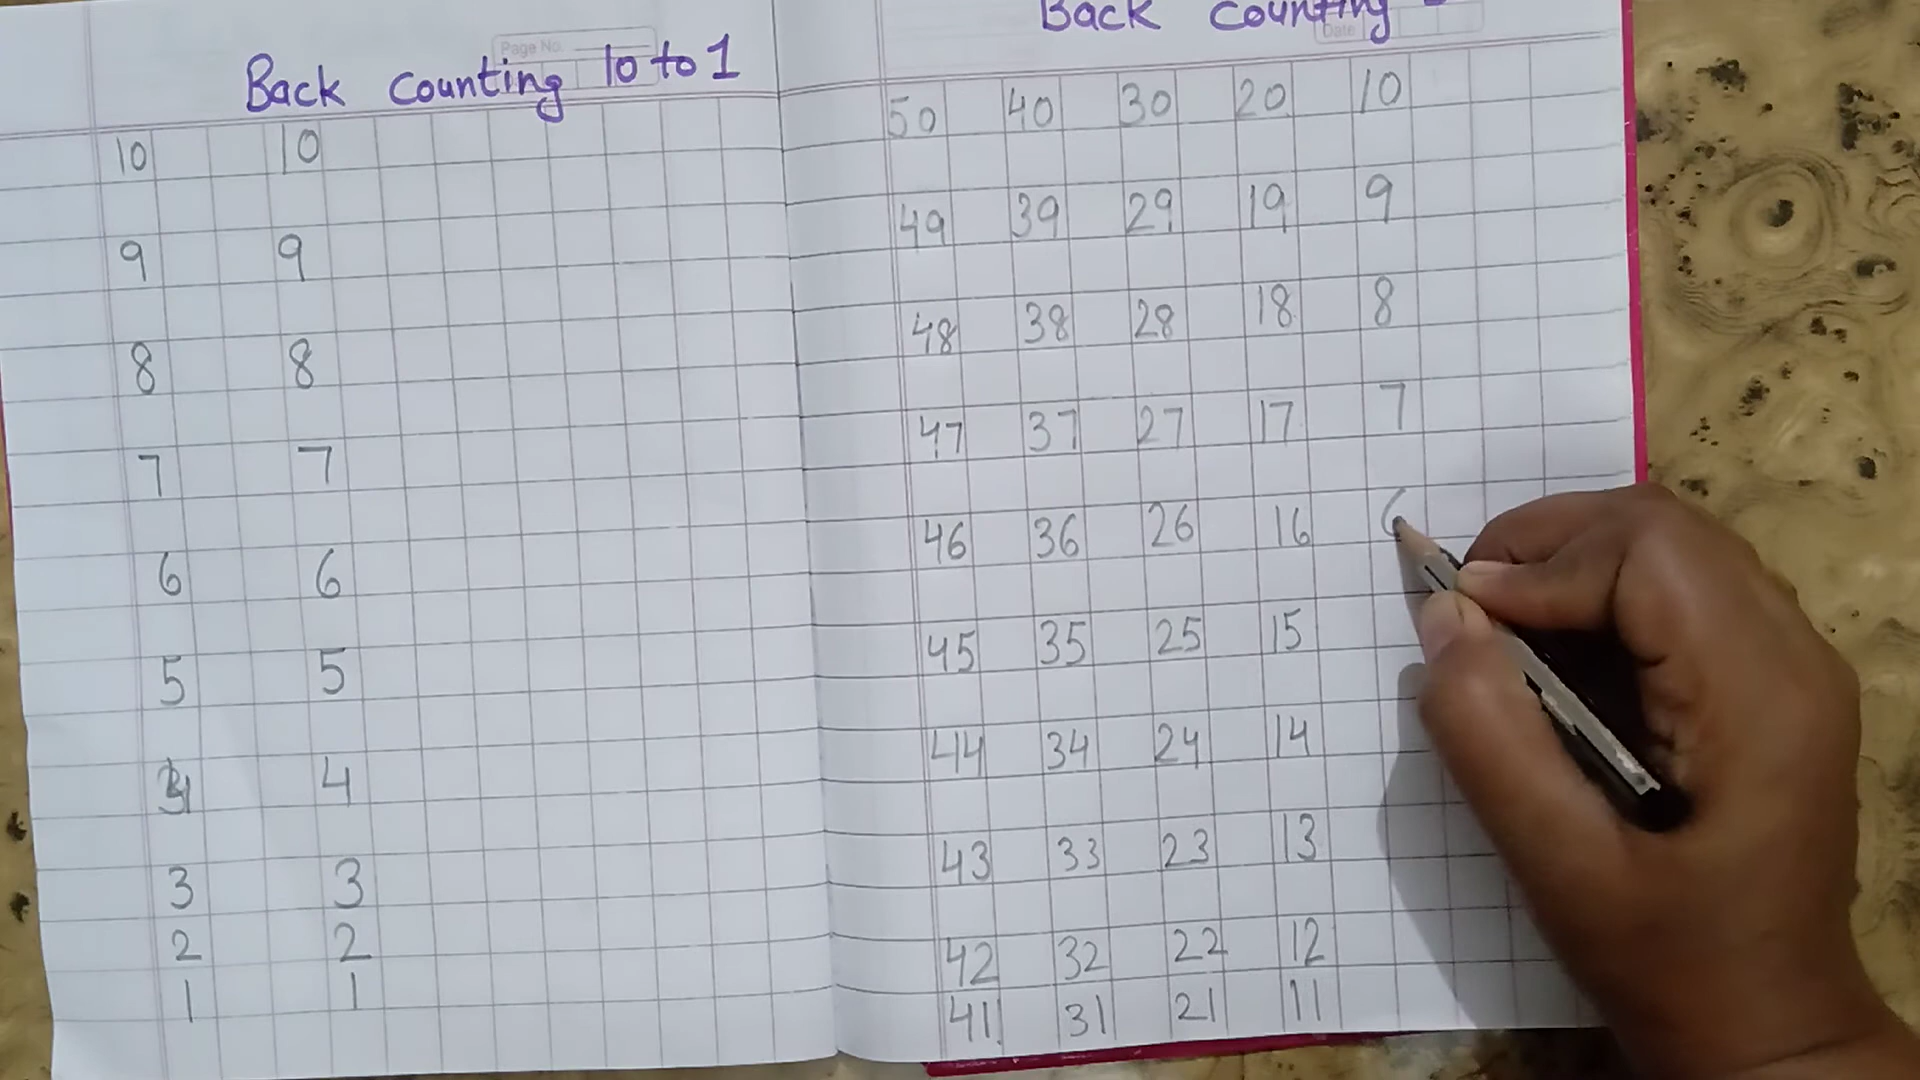 Page No.
Back counting 10 to 1
10 10
9 9
8 8
7 7
6 6
5 5
4
3 3
2 2
1 1
Back counting
Date
50 40 30 20 10
49 39 29 19 9
48 38 28 18 8
47 37 27 17 7
46 36 26 16 6
45 35 25 15
44 34 24 14
43 33 23 13
42 32 22 12
41 31 21 11